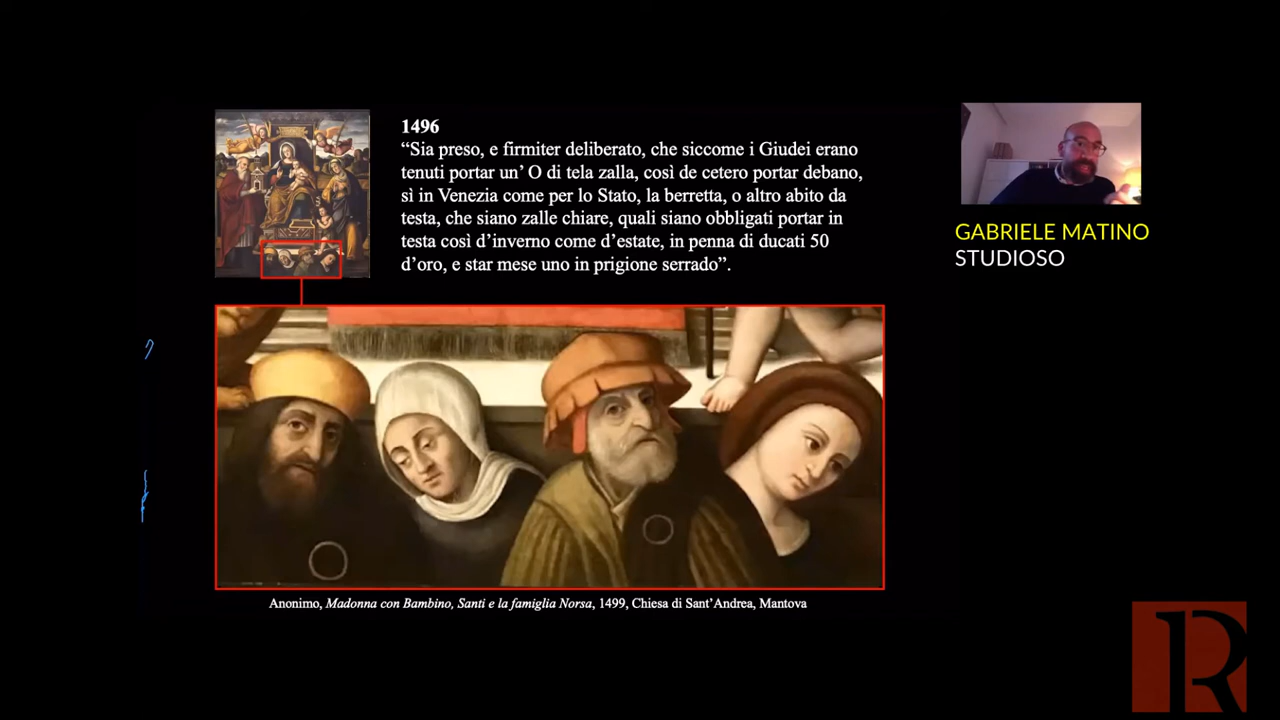 1496
“Sia preso, e firmiter deliberato, che siccome i Giudei erano
tenuti portar un’ O di tela zalla, così de cetero portar debano,
sì in Venezia come per lo Stato, la berretta, o altro abito da
testa, che siano zalle chiare, quali siano obbligati portar in
testa così d’inverno come d’estate, in penna di ducati 50
d’oro, e star mese uno in prigione serrado”.
GABRIELE MATINO
STUDIOSO
Anonimo, Madonna con Bambino, Santi e la famiglia Norsa, 1499, Chiesa di Sant’Andrea, Mantova
R